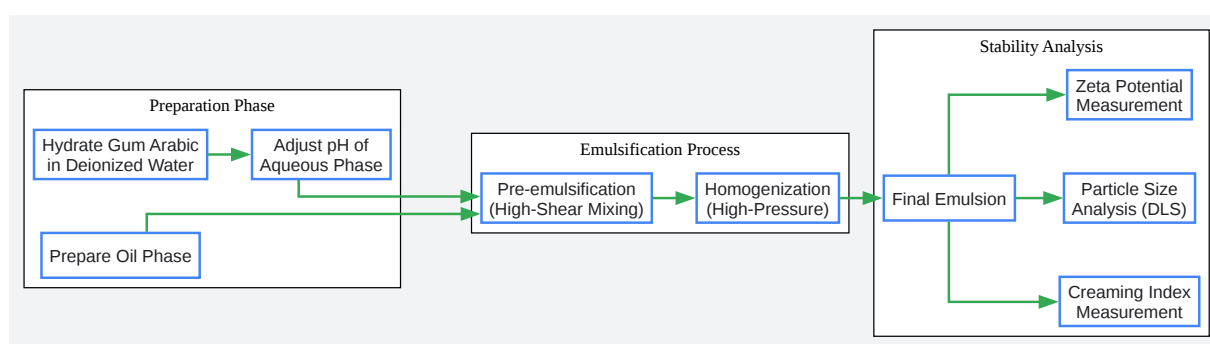 Preparation Phase
Hydrate Gum Arabic
in Deionized Water
Adjust pH of
Aqueous Phase
Prepare Oil Phase
Emulsification Process
Pre-emulsification
(High-Shear Mixing)
Homogenization
(High-Pressure)
Stability Analysis
Final Emulsion
Zeta Potential
Measurement
Particle Size
Analysis (DLS)
Creaming Index
Measurement